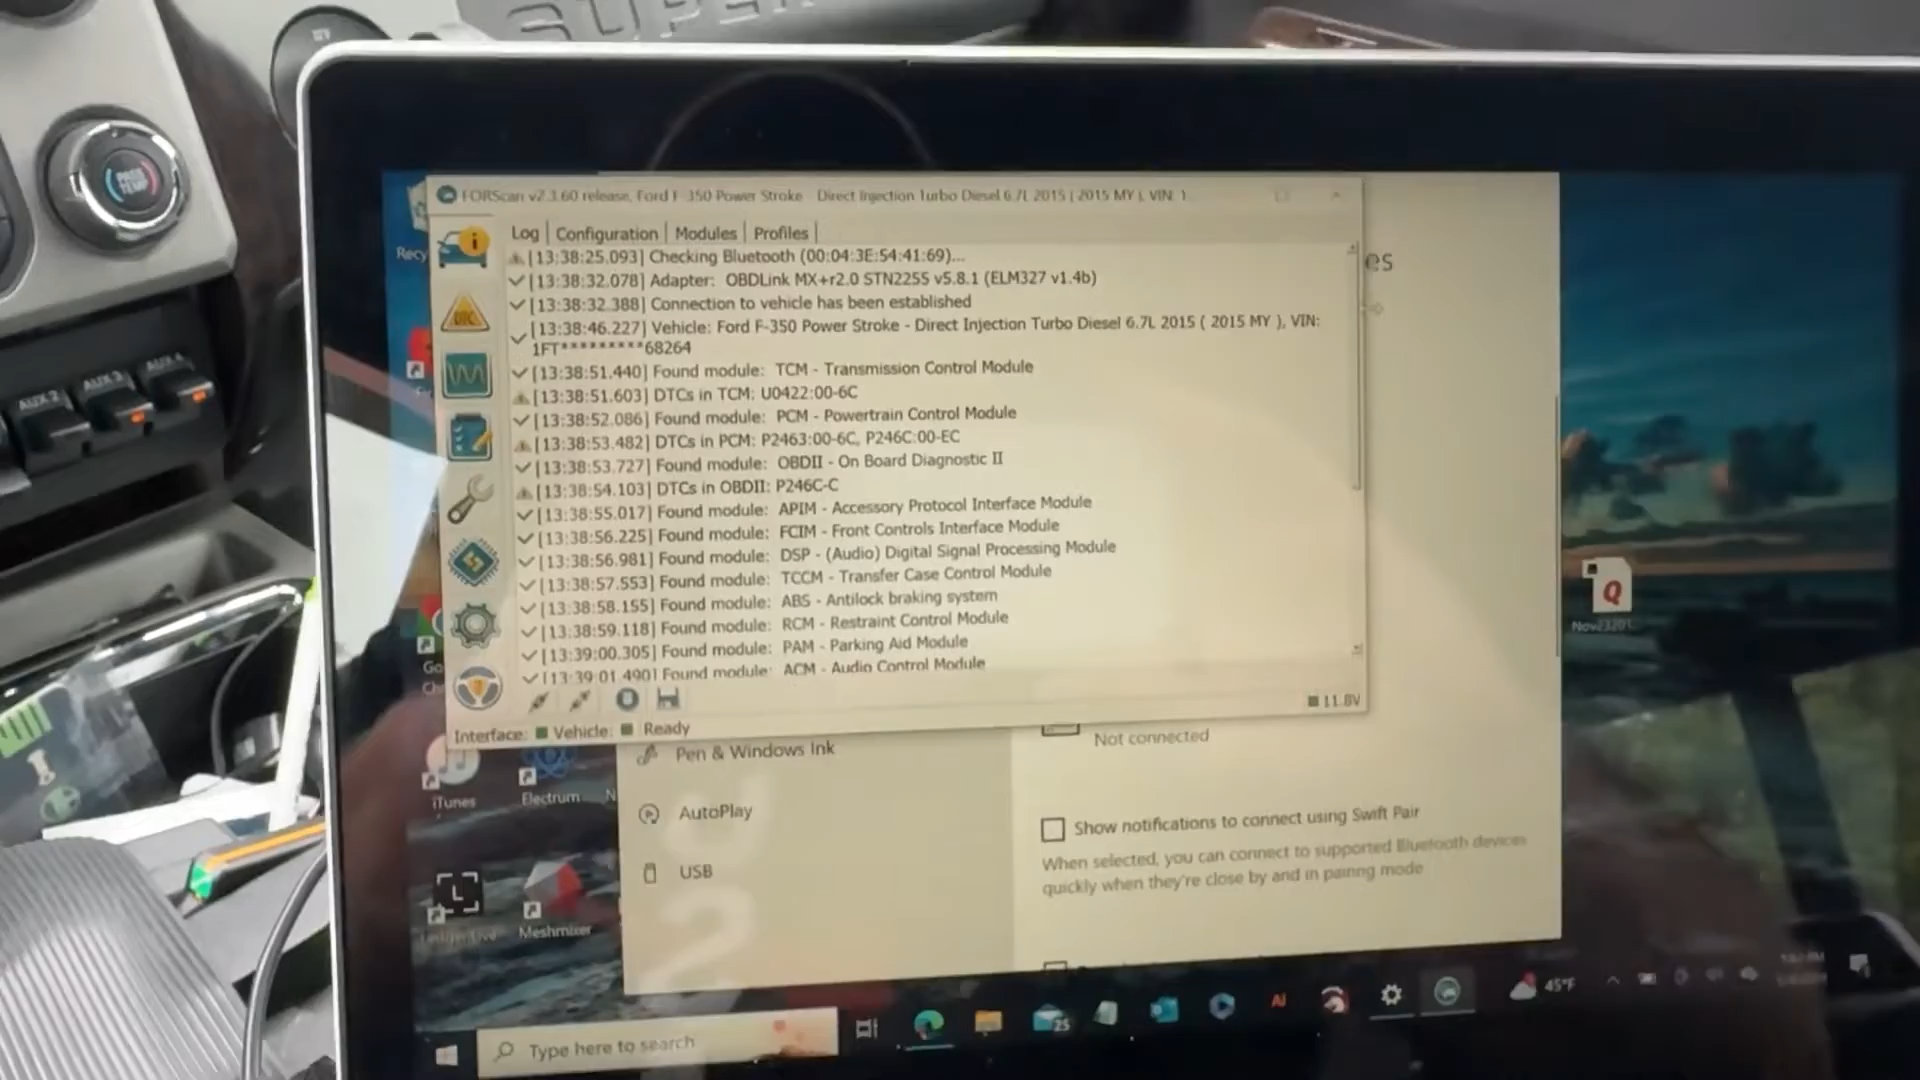 SUPER
12V
PASS TEMP
AUX 2
AUX 3
AUX 4
FORScan v2.3.60 release, Ford F-350 Power Stroke - Direct Injection Turbo Diesel 6.7L 2015 ( 2015 MY ), VIN: 1
Log | Configuration | Modules | Profiles |
[13:38:25.093] Checking Bluetooth (00:04:3E:54:41:69)...
[13:38:32.078] Adapter: OBDLink MX+r2.0 STN2255 v5.8.1 (ELM327 v1.4b)
[13:38:32.388] Connection to vehicle has been established
[13:38:46.227] Vehicle: Ford F-350 Power Stroke - Direct Injection Turbo Diesel 6.7L 2015 ( 2015 MY ), VIN:
1FT*********68264
[13:38:51.440] Found module: TCM - Transmission Control Module
[13:38:51.603] DTCs in TCM: U0422:00-6C
[13:38:52.086] Found module: PCM - Powertrain Control Module
[13:38:53.482] DTCs in PCM: P2463:00-6C, P246C:00-EC
[13:38:53.727] Found module: OBDII - On Board Diagnostic II
[13:38:54.103] DTCs in OBDII: P246C-C
[13:38:55.017] Found module: APIM - Accessory Protocol Interface Module
[13:38:56.225] Found module: FCIM - Front Controls Interface Module
[13:38:56.981] Found module: DSP - (Audio) Digital Signal Processing Module
[13:38:57.553] Found module: TCCM - Transfer Case Control Module
[13:38:58.155] Found module: ABS - Antilock braking system
[13:38:59.118] Found module: RCM - Restraint Control Module
[13:39:00.305] Found module: PAM - Parking Aid Module
[13:39:01.490] Found module: ACM - Audio Control Module
DTC
11.8V
Interface: Vehicle: Ready
es
Recy
Go
Ch
iTunes
Electrum
N
Meshmixer
Pen & Windows Ink
AutoPlay
USB
Not connected
Show notifications to connect using Swift Pair
When selected, you can connect to supported Bluetooth devices
quickly when they're close by and in pairing mode
Q
Type here to search
25
Ai
45°F